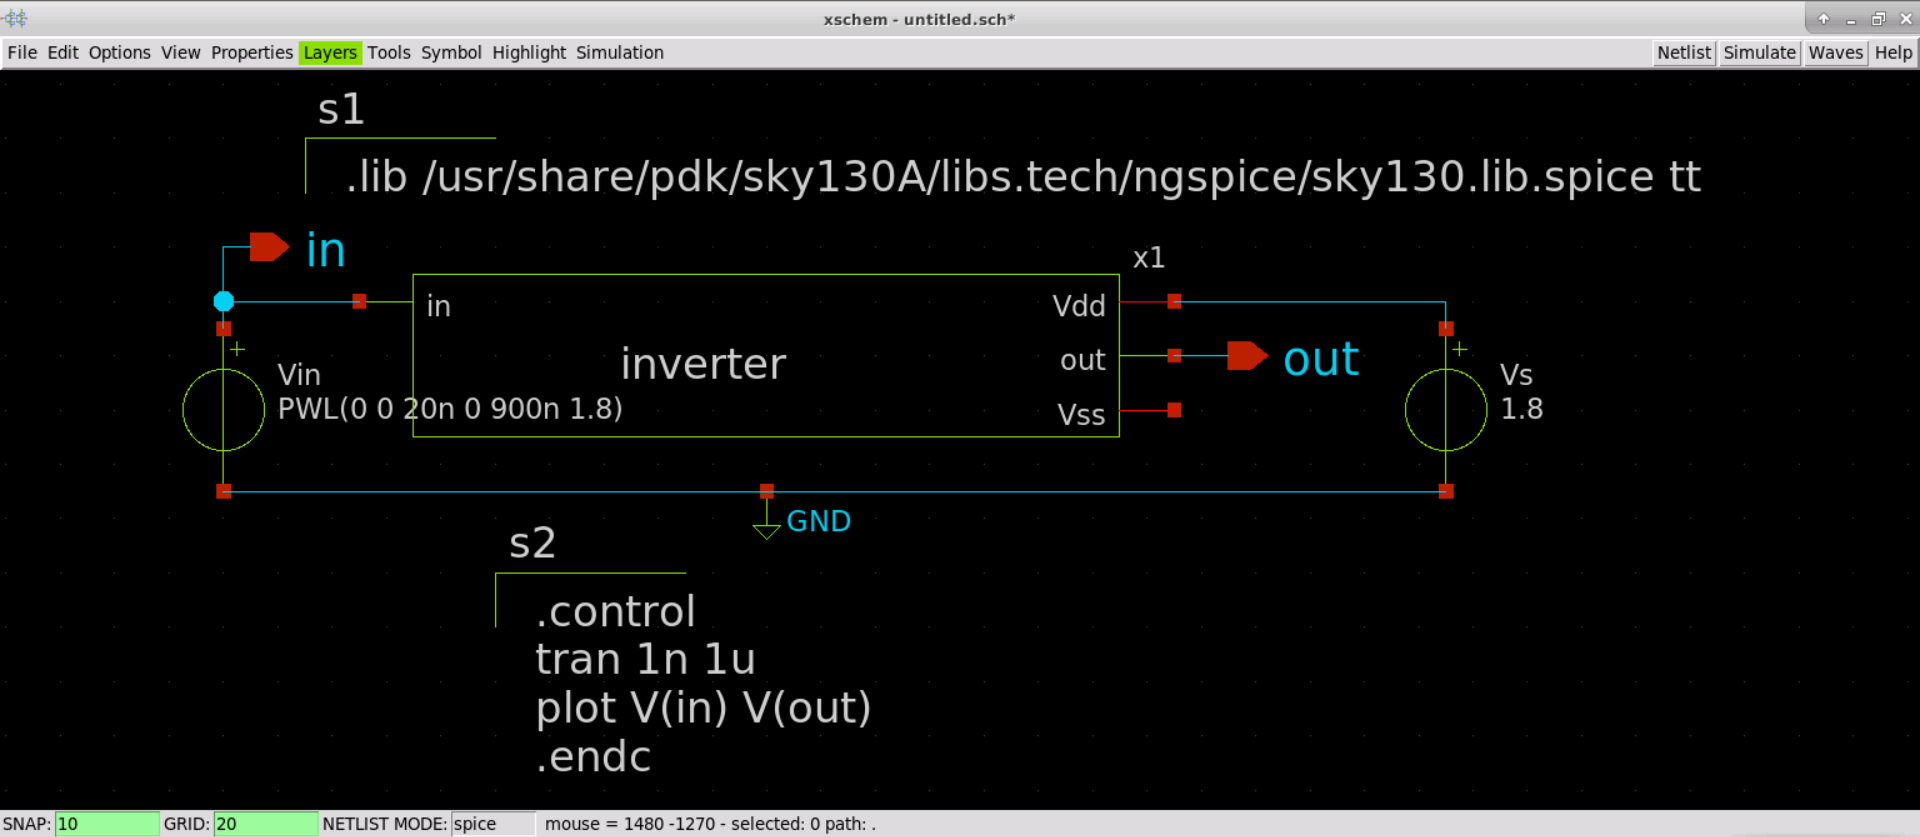 xschem - untitled.sch*
File Edit Options View Properties Layers Tools Symbol Highlight Simulation Netlist Simulate Waves Help
s1
.lib /usr/share/pdk/sky130A/libs.tech/ngspice/sky130.lib.spice tt
in
x1
in
Vdd
inverter
out
out
Vss
+
Vin
PWL(0 0 20n 0 900n 1.8)
+
Vs
1.8
GND
s2
.control
tran 1n 1u
plot V(in) V(out)
.endc
SNAP: 10 GRID: 20 NETLIST MODE: spice mouse = 1480 -1270 - selected: 0 path: .